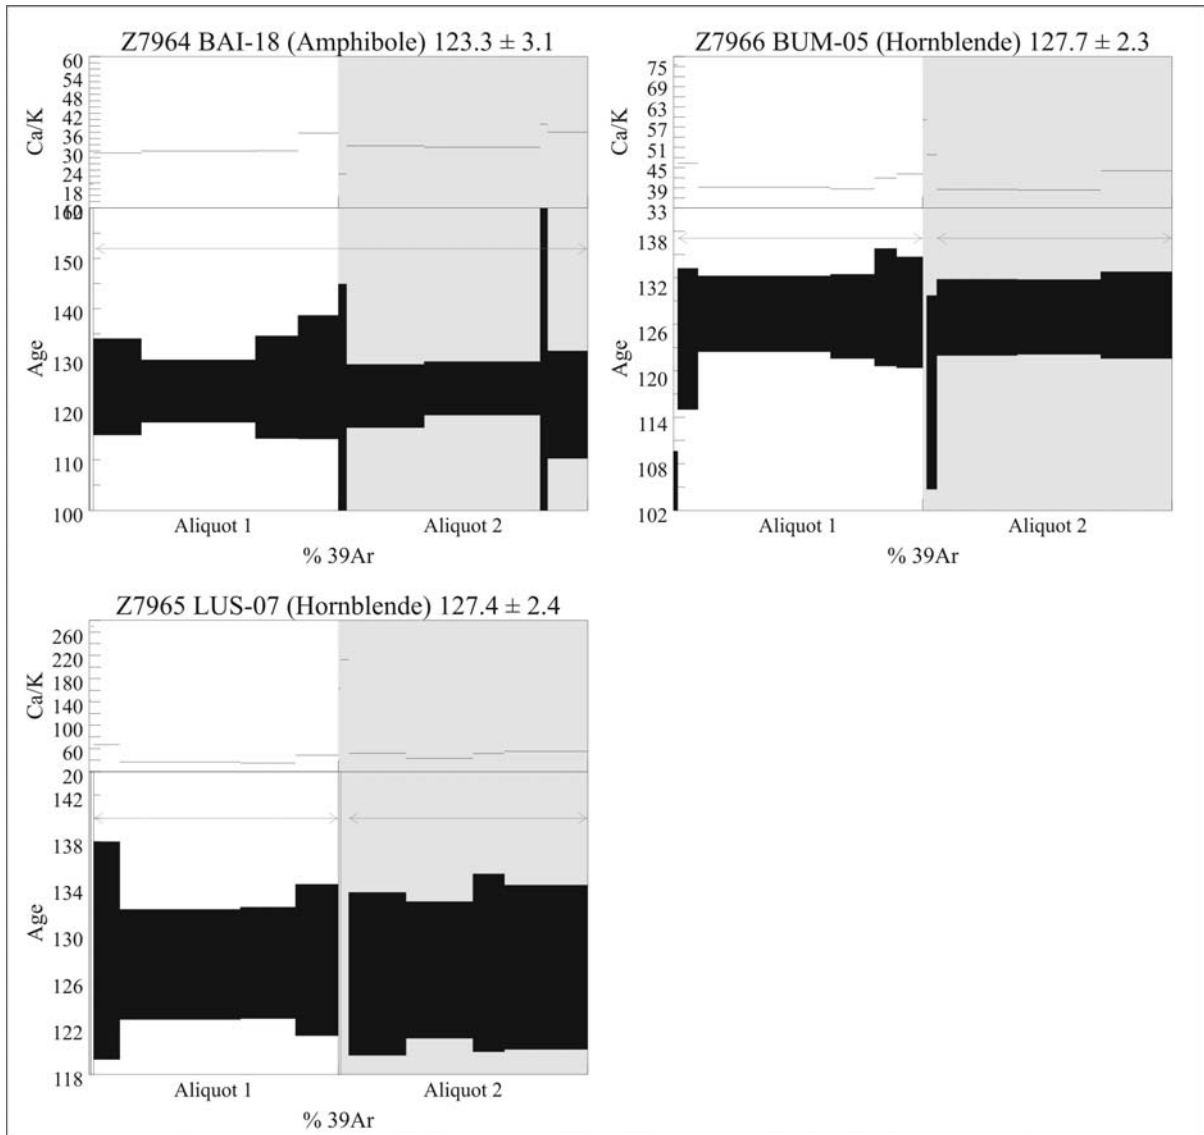 Z7964 BAI-18 (Amphibole) 123.3 ± 3.1
60
54
48
42
36
30
24
18
12
Ca/K
160
150
140
130
120
110
100
Age
Aliquot 1
Aliquot 2
% 39Ar
Z7966 BUM-05 (Hornblende) 127.7 ± 2.3
75
69
63
57
51
45
39
33
Ca/K
138
132
126
120
114
108
102
Age
Aliquot 1
Aliquot 2
% 39Ar
Z7965 LUS-07 (Hornblende) 127.4 ± 2.4
260
220
180
140
100
60
20
Ca/K
142
138
134
130
126
122
118
Age
Aliquot 1
Aliquot 2
% 39Ar